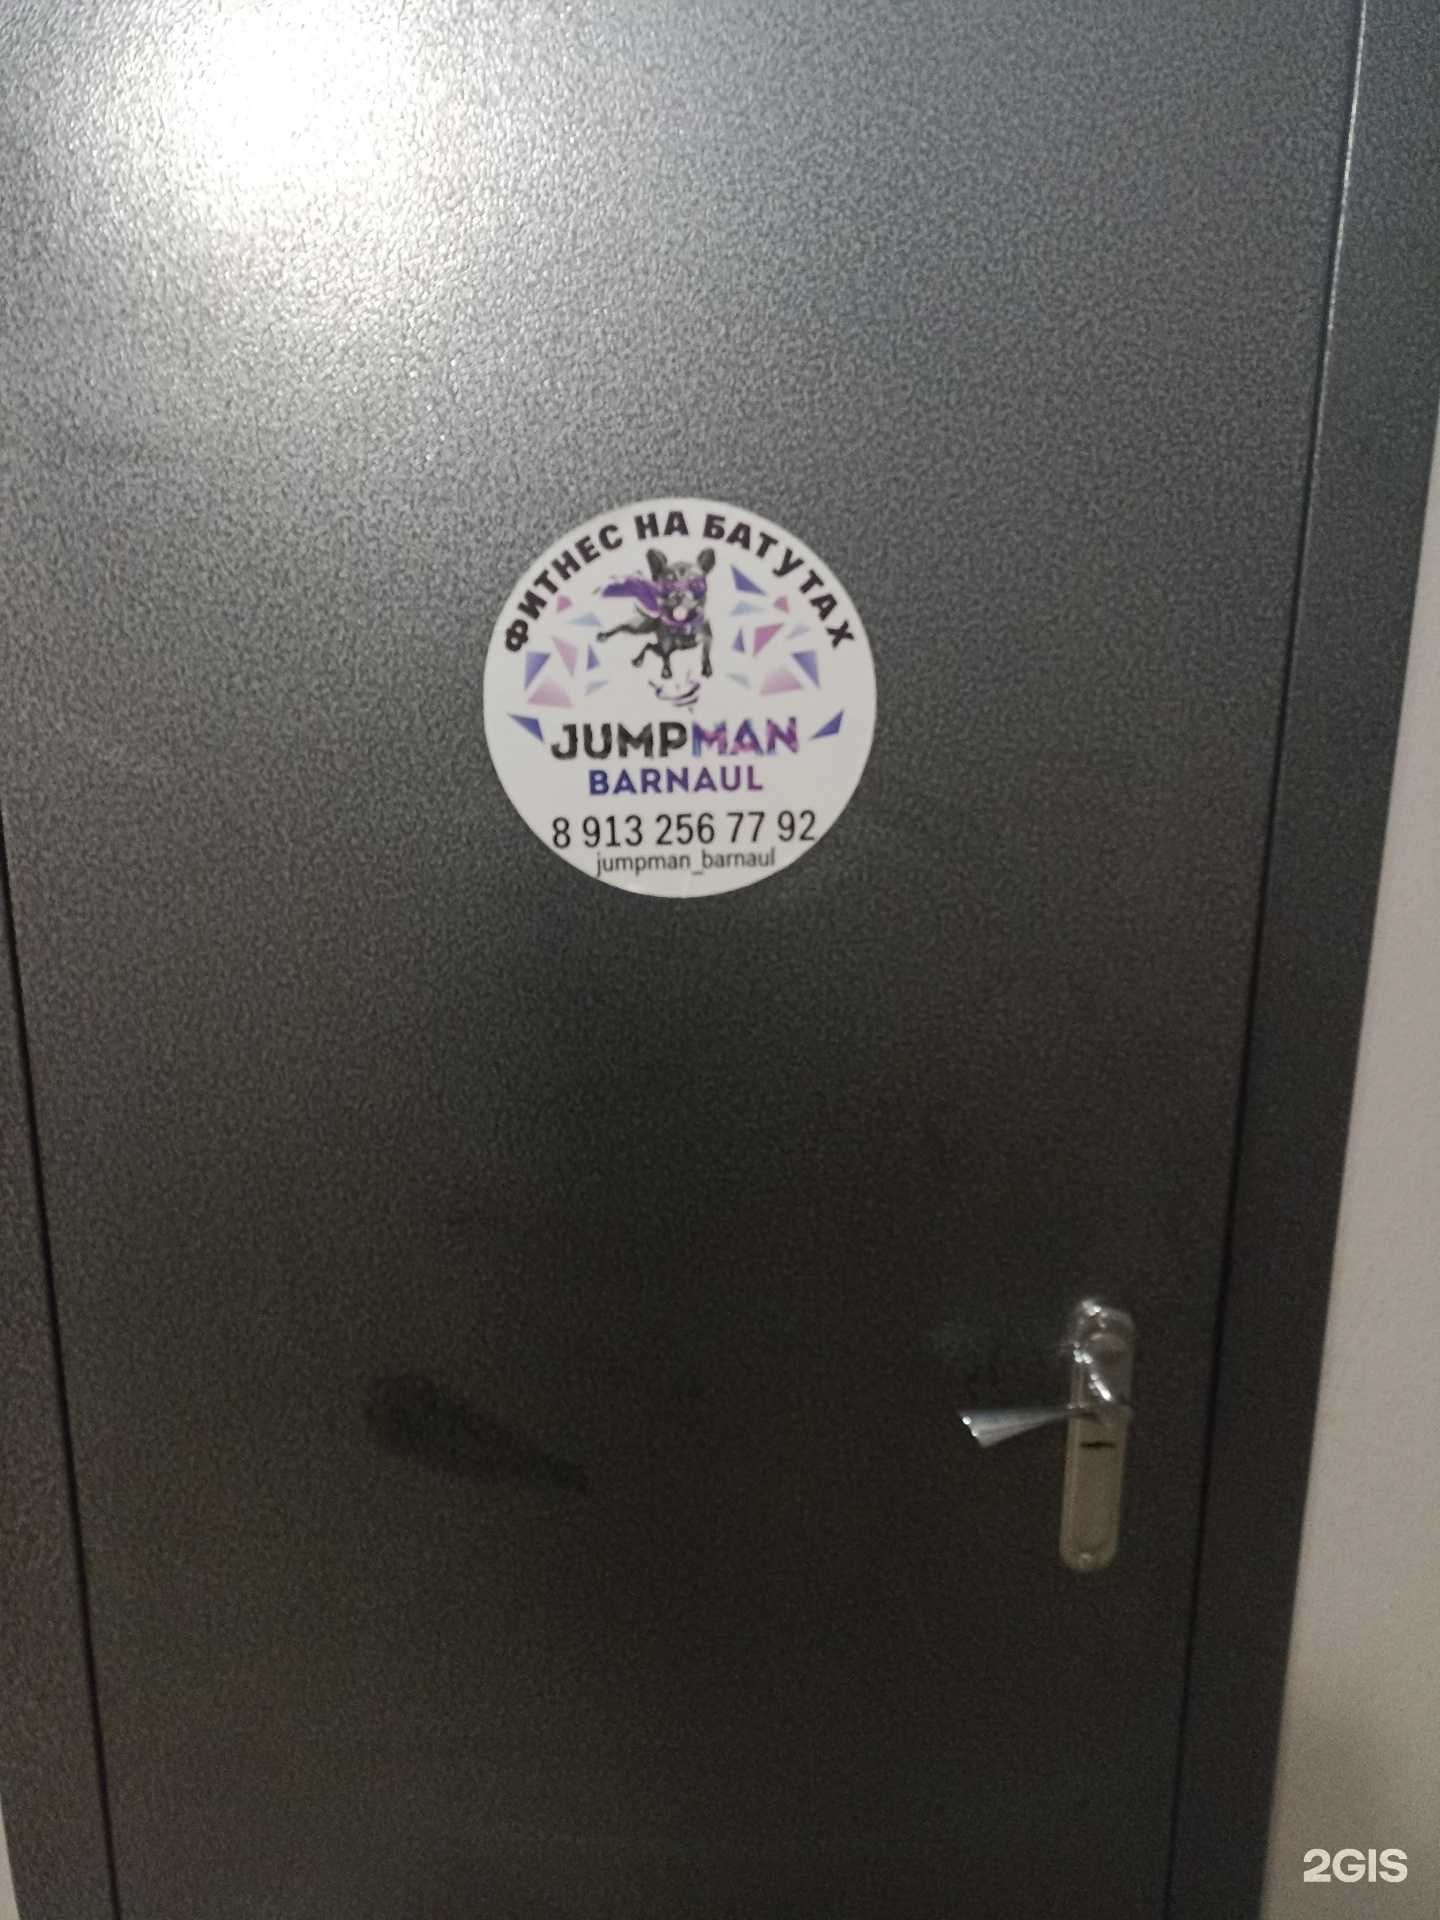 ФИТНЕС НА БАТУТАХ
JUMPMAN
BARNAUL
8 913 256 77 92
jumpman_barnaul
2GIS